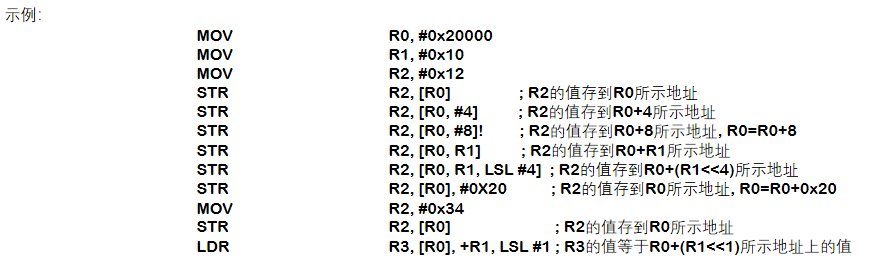 示例:
MOV R0, #0x20000
MOV R1, #0x10
MOV R2, #0x12
STR R2, [R0] ; R2的值存到R0所示地址
STR R2, [R0, #4] ; R2的值存到R0+4所示地址
STR R2, [R0, #8]! ; R2的值存到R0+8所示地址, R0=R0+8
STR R2, [R0, R1] ; R2的值存到R0+R1所示地址
STR R2, [R0, R1, LSL #4] ; R2的值存到R0+(R1<<4)所示地址
STR R2, [R0], #0X20 ; R2的值存到R0所示地址, R0=R0+0x20
MOV R2, #0x34
STR R2, [R0] ; R2的值存到R0所示地址
LDR R3, [R0], +R1, LSL #1 ; R3的值等于R0+(R1<<1)所示地址上的值